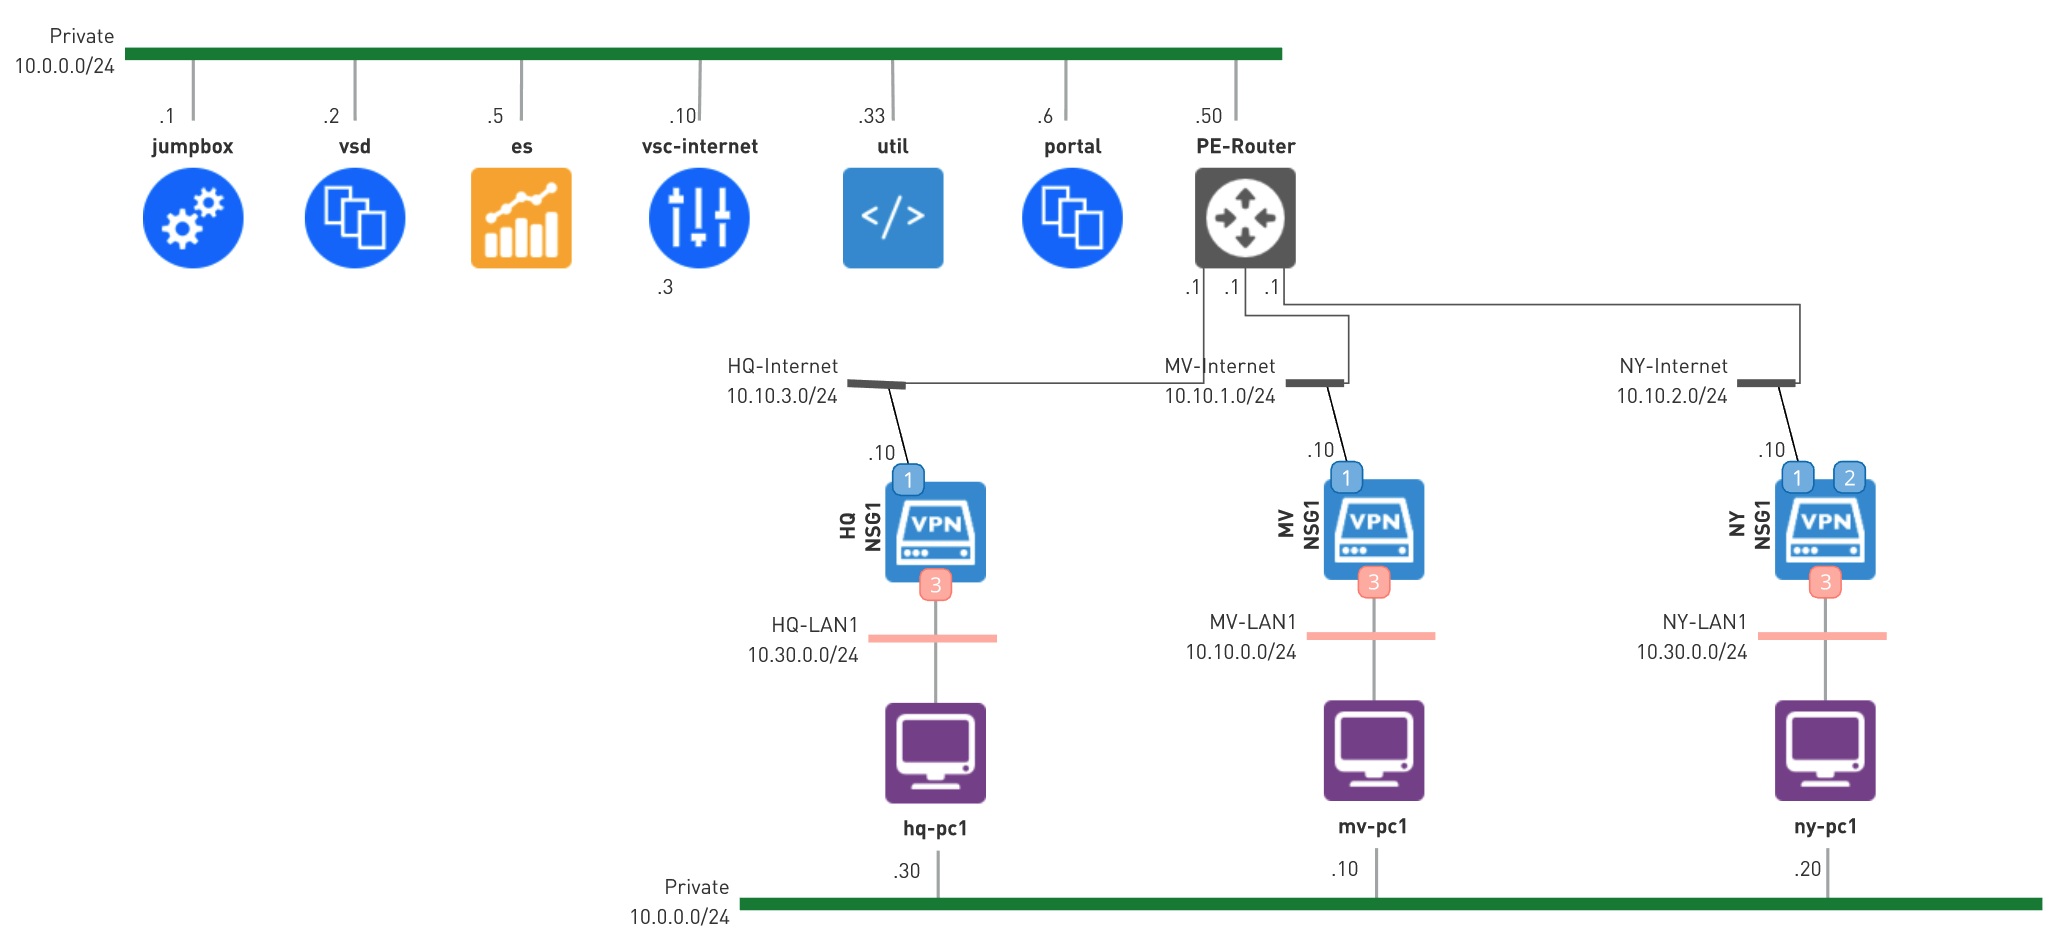 Private
10.0.0.0/24
.1
.2
.5
.10
.33
.6
.50
jumpbox
vsd
es
vsc-internet
util
portal
PE-Router
</>
.3
.1
.1
.1
HQ-Internet
10.10.3.0/24
MV-Internet
10.10.1.0/24
NY-Internet
10.10.2.0/24
.10
.10
.10
1
1
1
2
HQ
NSG1
VPN
MV
NSG1
VPN
NY
NSG1
VPN
3
3
3
HQ-LAN1
10.30.0.0/24
MV-LAN1
10.10.0.0/24
NY-LAN1
10.30.0.0/24
hq-pc1
mv-pc1
ny-pc1
.30
.10
.20
Private
10.0.0.0/24